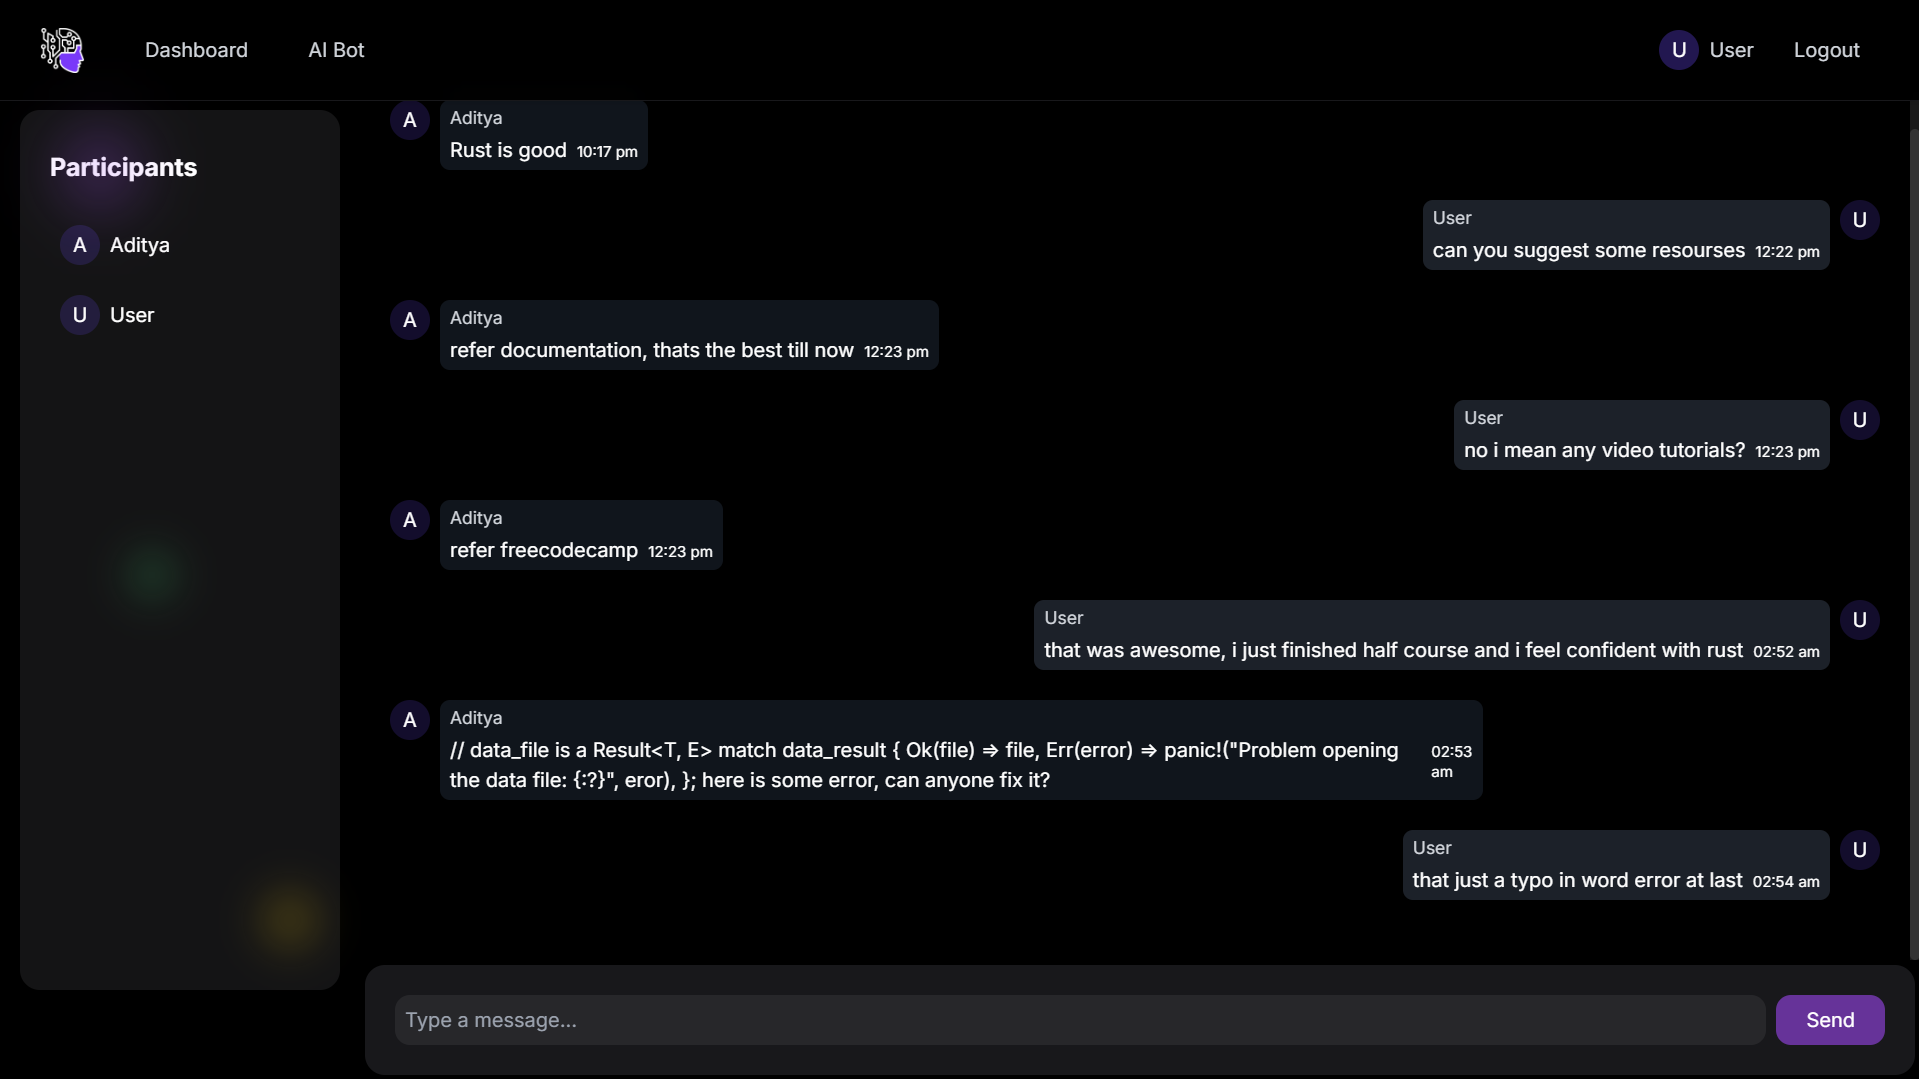 Dashboard
AI Bot
U User
Logout
Participants
A Aditya
U User
A
Aditya
Rust is good 10:17 pm
User
U
can you suggest some resourses 12:22 pm
A
Aditya
refer documentation, thats the best till now 12:23 pm
User
U
no i mean any video tutorials? 12:23 pm
A
Aditya
refer freecodecamp 12:23 pm
User
U
that was awesome, i just finished half course and i feel confident with rust 02:52 am
A
Aditya
// data_file is a Result<T, E> match data_result { Ok(file) => file, Err(error) => panic!("Problem opening 02:53
the data file: {:?}", eror), }; here is some error, can anyone fix it? am
User
U
that just a typo in word error at last 02:54 am
Type a message...
Send